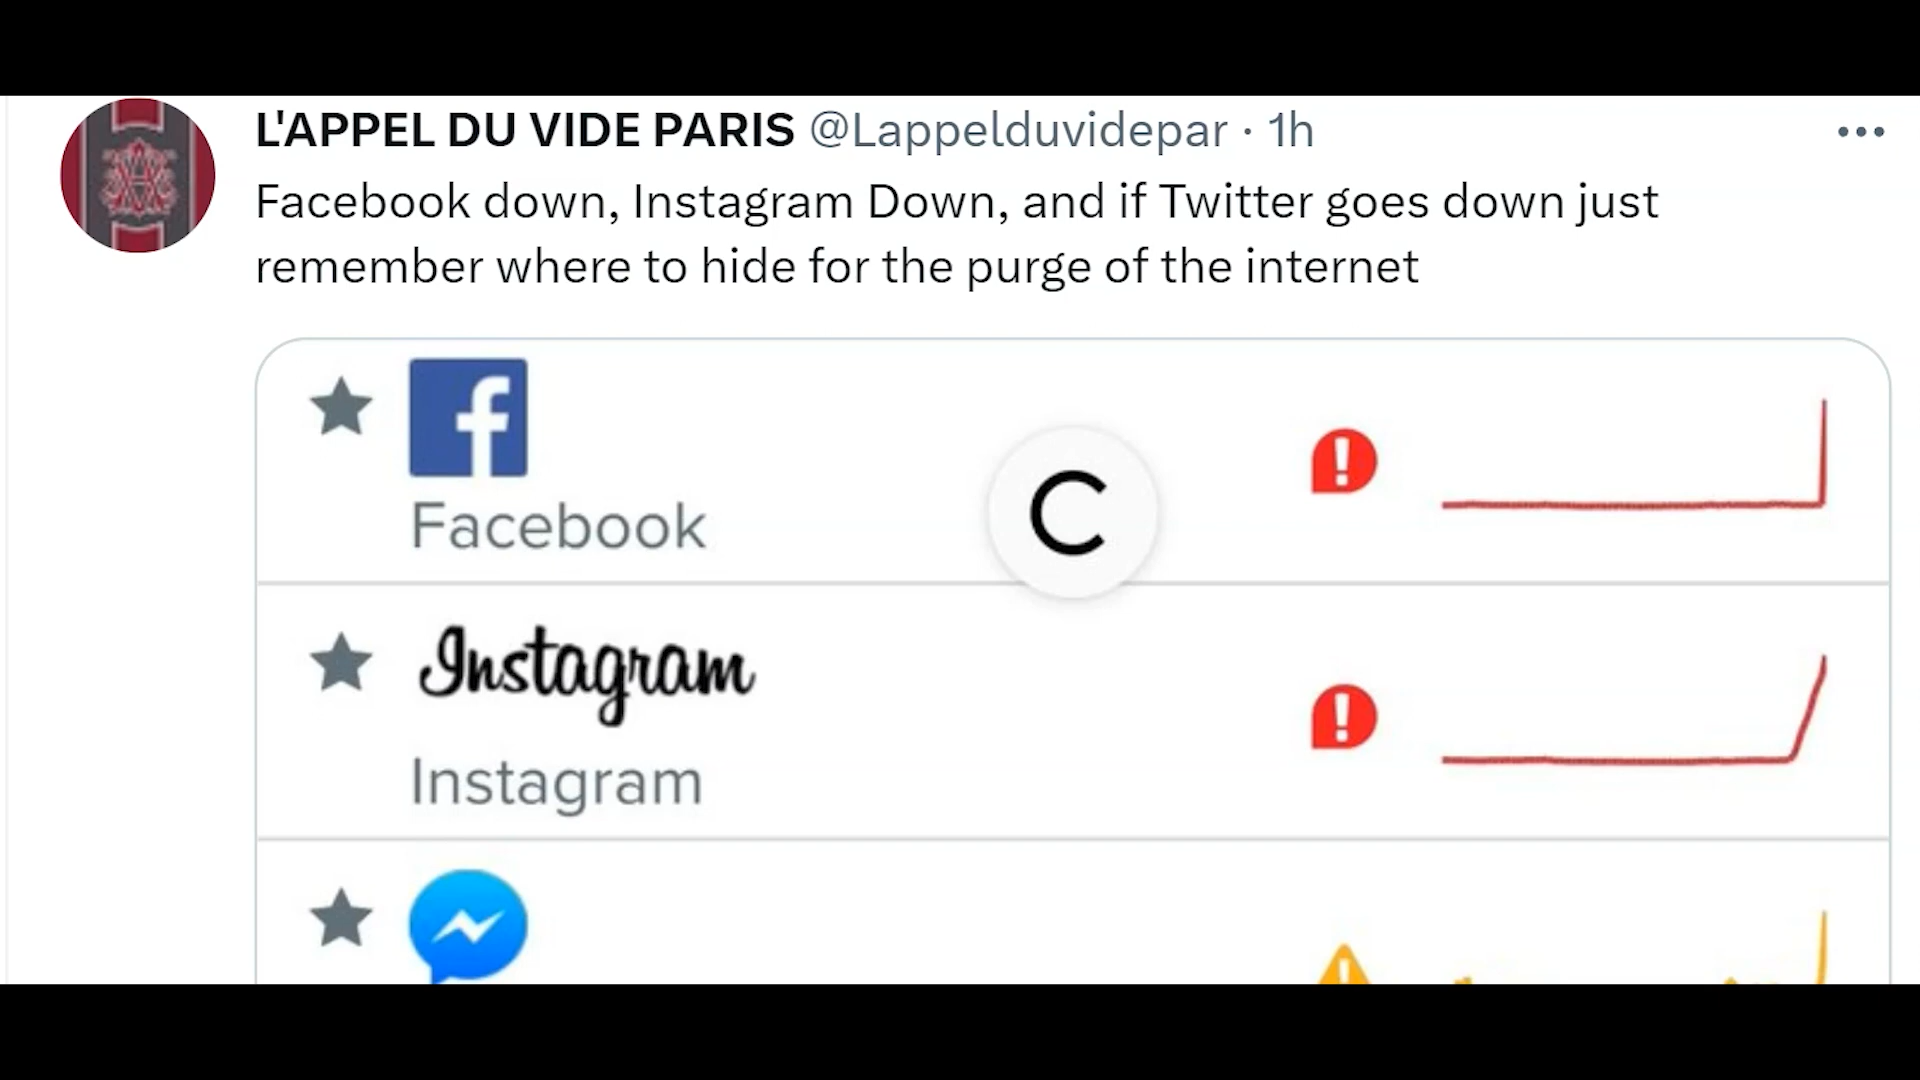 L'APPEL DU VIDE PARIS @Lappelduvidepar · 1h
Facebook down, Instagram Down, and if Twitter goes down just
remember where to hide for the purge of the internet
Facebook
Instagram
Instagram